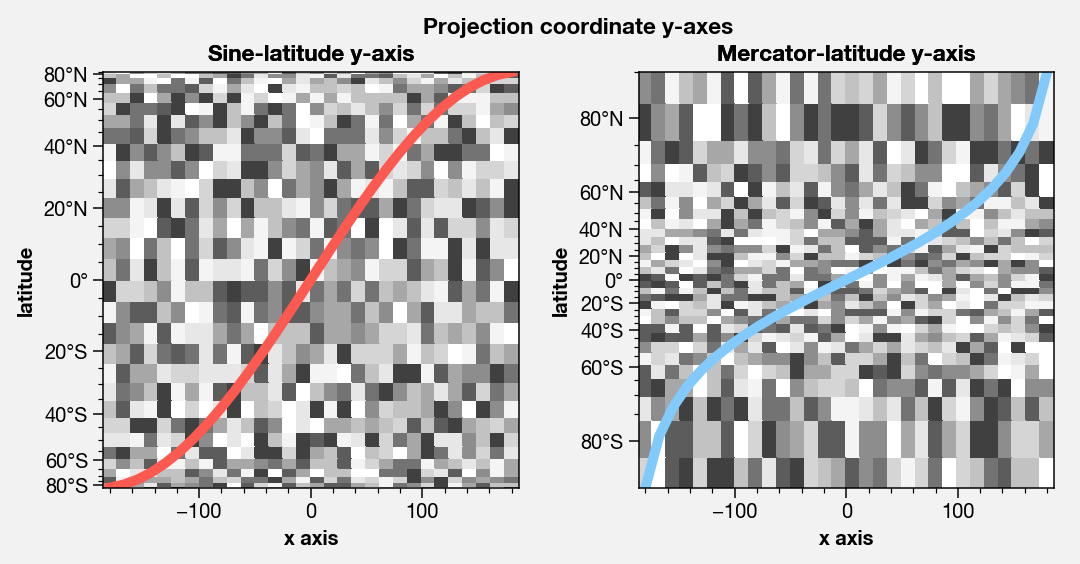 Projection coordinate y-axes
Sine-latitude y-axis
80°N
60°N
40°N
20°N
0°
20°S
40°S
60°S
80°S
latitude
−100 0 100
x axis
Mercator-latitude y-axis
80°N
60°N
40°N
20°N
0°
20°S
40°S
60°S
80°S
latitude
−100 0 100
x axis